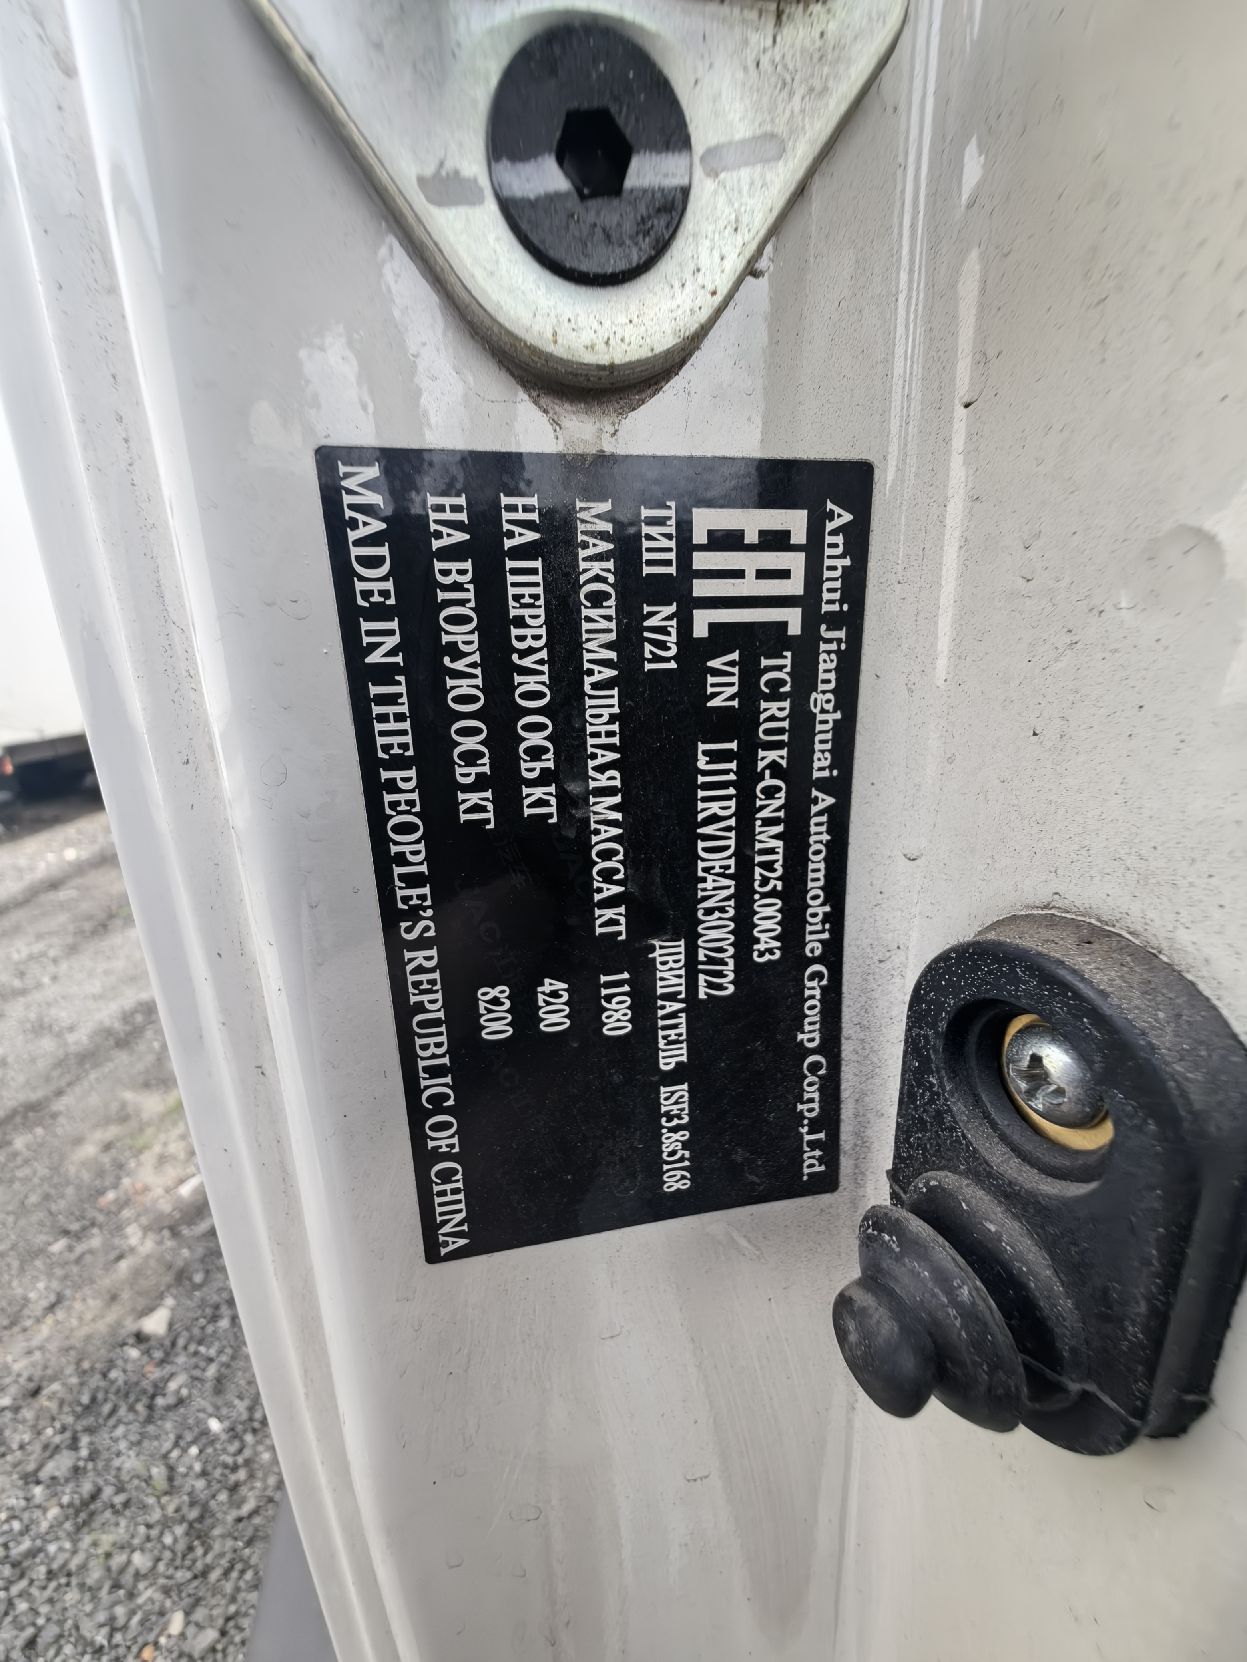 Anhui Jianghuai Automobile Group Corp.,Ltd.
EAC TC RU K-CN.MT25.00043
VIN LJ11RVDE4N3002722
ТИП N721 ДВИГАТЕЛЬ ISF3.8s5168
МАКСИМАЛЬНАЯ МАССА КГ 11980
НА ПЕРВУЮ ОСЬ КГ 4200
НА ВТОРУЮ ОСЬ КГ 8200
MADE IN THE PEOPLE'S REPUBLIC OF CHINA